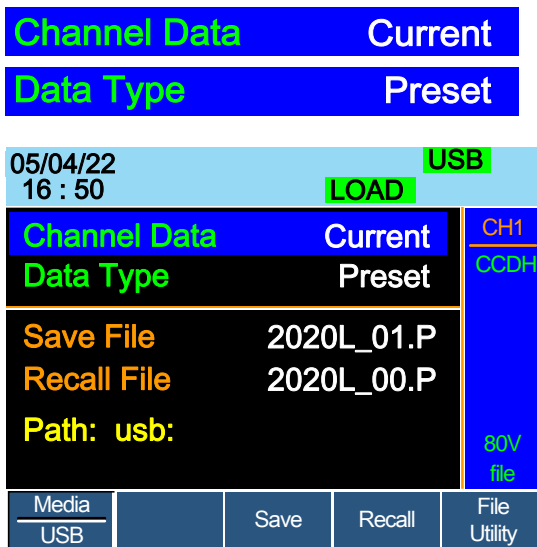 Channel Data Current
Data Type Preset
05/04/22 USB
16 : 50 LOAD
Channel Data Current CH1
Data Type Preset CCDH
Save File 2020L_01.P
Recall File 2020L_00.P
Path: usb:
80V
file
Media Save Recall File
USB Utility